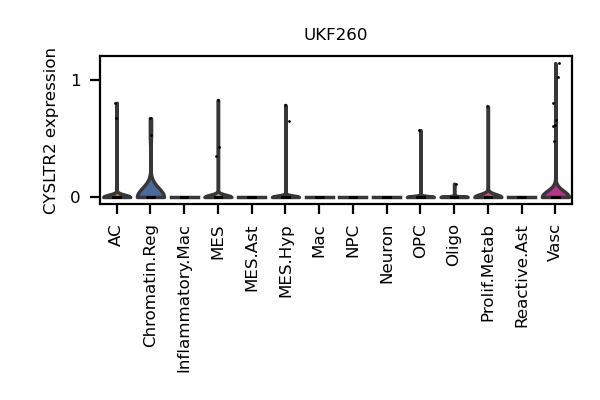 UKF260
CYSLTR2 expression
1
0
AC
Chromatin.Reg
Inflammatory.Mac
MES
MES.Ast
MES.Hyp
Mac
NPC
Neuron
OPC
Oligo
Prolif.Metab
Reactive.Ast
Vasc